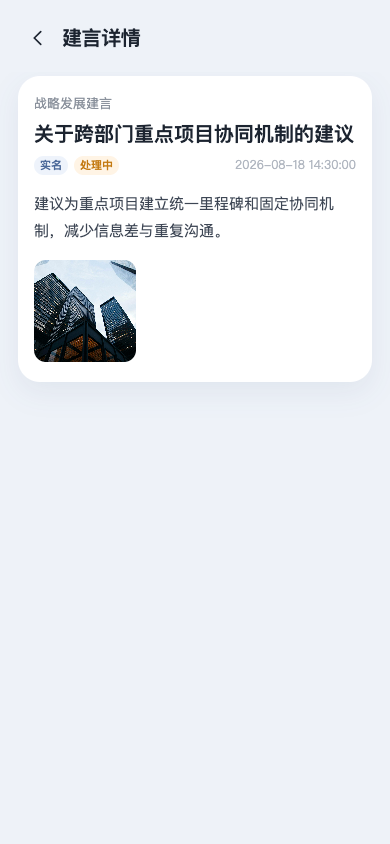 建言详情
战略发展建言
关于跨部门重点项目协同机制的建议
实名 处理中 2026-08-18 14:30:00
建议为重点项目建立统一里程碑和固定协同机
制，减少信息差与重复沟通。